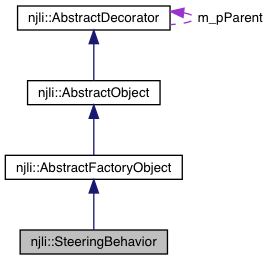 njli::AbstractDecorator
m_pParent
njli::AbstractObject
njli::AbstractFactoryObject
njli::SteeringBehavior